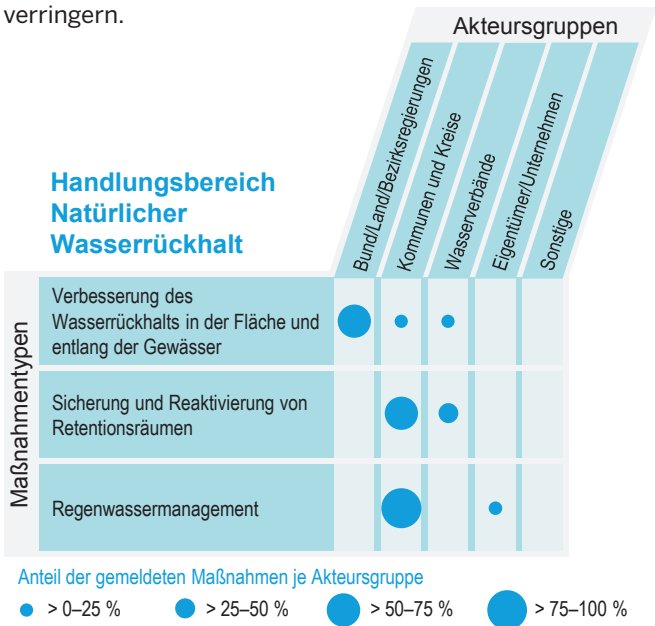 verringern.
Akteursgruppen
Bund/Land/Bezirksregierungen
Kommunen und Kreise
Wasserverbände
Eigentümer/Unternehmen
Sonstige
Handlungsbereich
Natürlicher
Wasserrückhalt
Maßnahmentypen
Verbesserung des
Wasserrückhalts in der Fläche und
entlang der Gewässer
Sicherung und Reaktivierung von
Retentionsräumen
Regenwassermanagement
Anteil der gemeldeten Maßnahmen je Akteursgruppe
> 0–25 % > 25–50 % > 50–75 % > 75–100 %